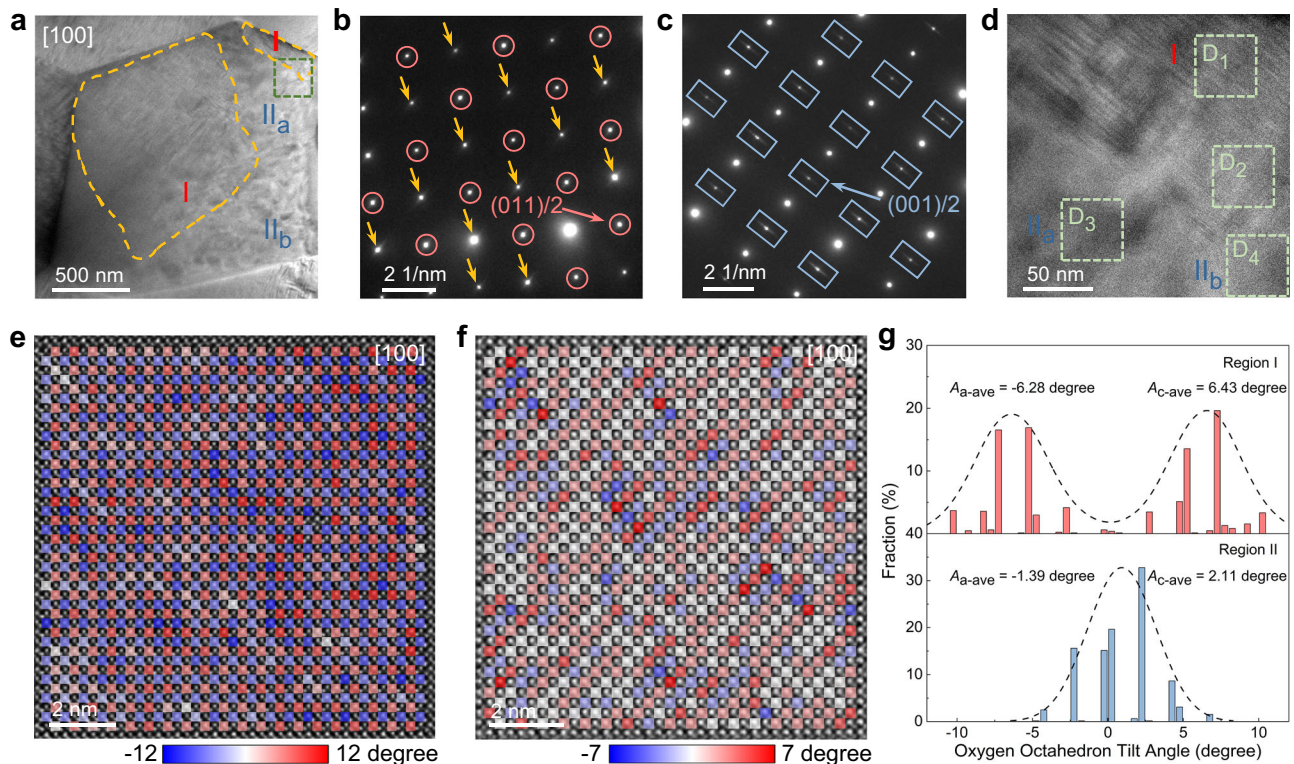 a
[100]
I
I
II_a
II_b
500 nm
b
(011)/2
2 1/nm
c
(001)/2
2 1/nm
d
I
D_1
D_2
D_3
D_4
II_a
II_b
50 nm
e
[100]
2 nm
-12
12 degree
f
[100]
2 nm
-7
7 degree
g
30
20
10
40
30
20
10
0
Fraction (%)
Region I
A_a-ave = -6.28 degree
A_c-ave = 6.43 degree
Region II
A_a-ave = -1.39 degree
A_c-ave = 2.11 degree
-10
-5
0
5
10
Oxygen Octahedron Tilt Angle (degree)